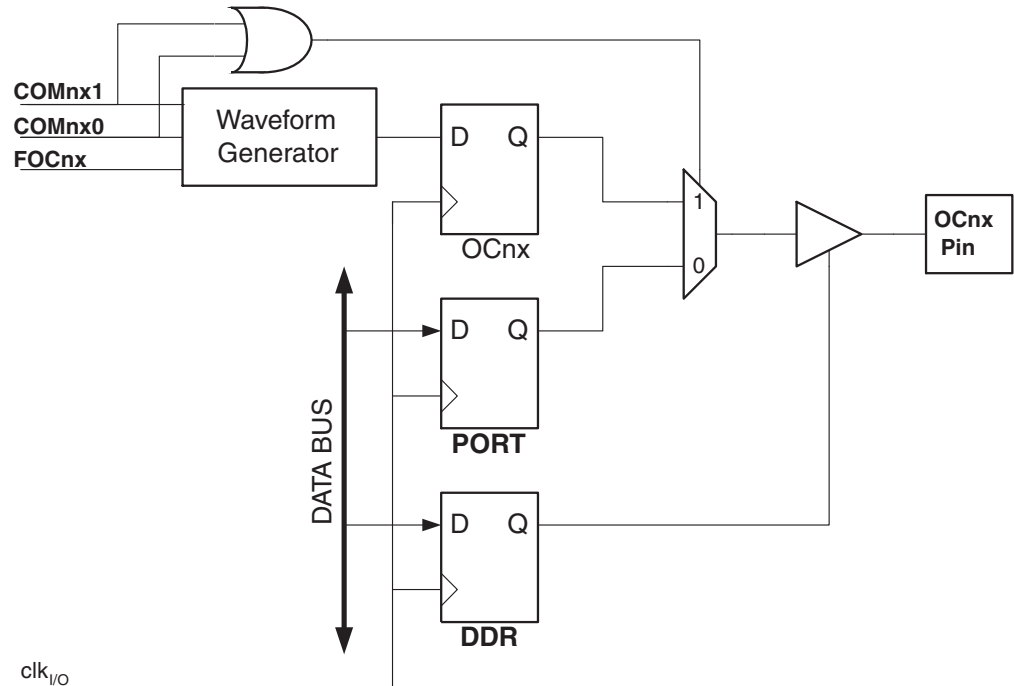 COMnx1
COMnx0
FOCnx
Waveform
Generator
D Q
OCnx
1
0
OCnx
Pin
D Q
PORT
DATA BUS
D Q
DDR
clkI/O